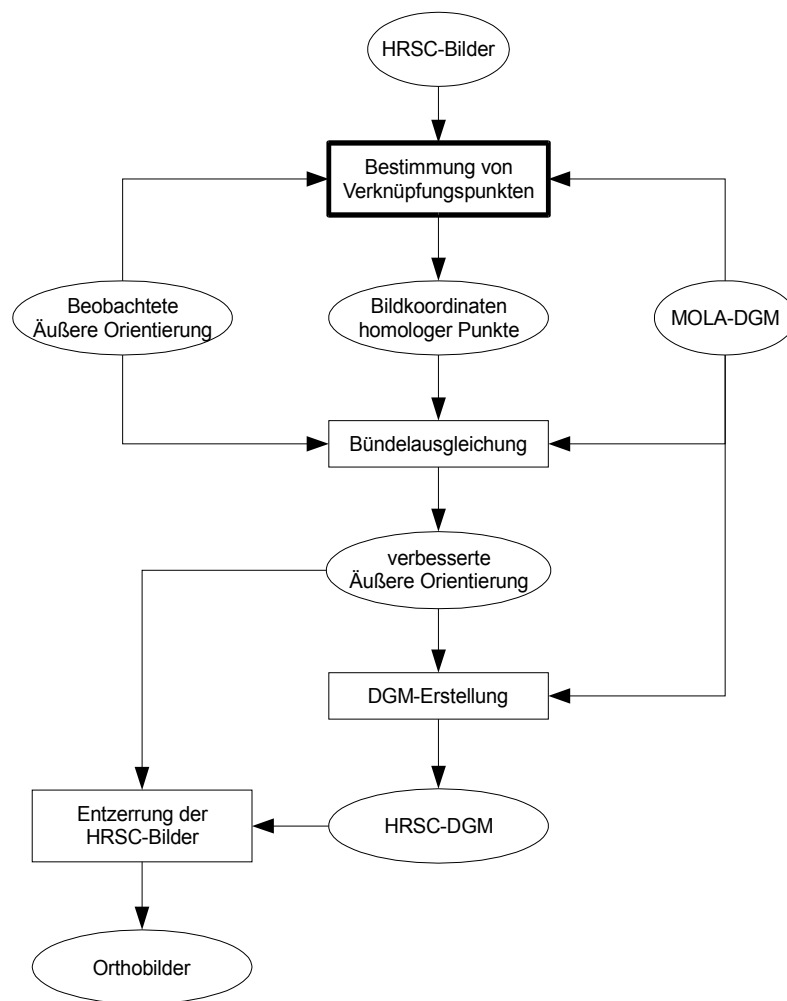 HRSC-Bilder
Bestimmung von
Verknüpfungspunkten
Beobachtete
Äußere Orientierung
Bildkoordinaten
homologer Punkte
MOLA-DGM
Bündelausgleichung
verbesserte
Äußere Orientierung
DGM-Erstellung
Entzerrung der
HRSC-Bilder
HRSC-DGM
Orthobilder